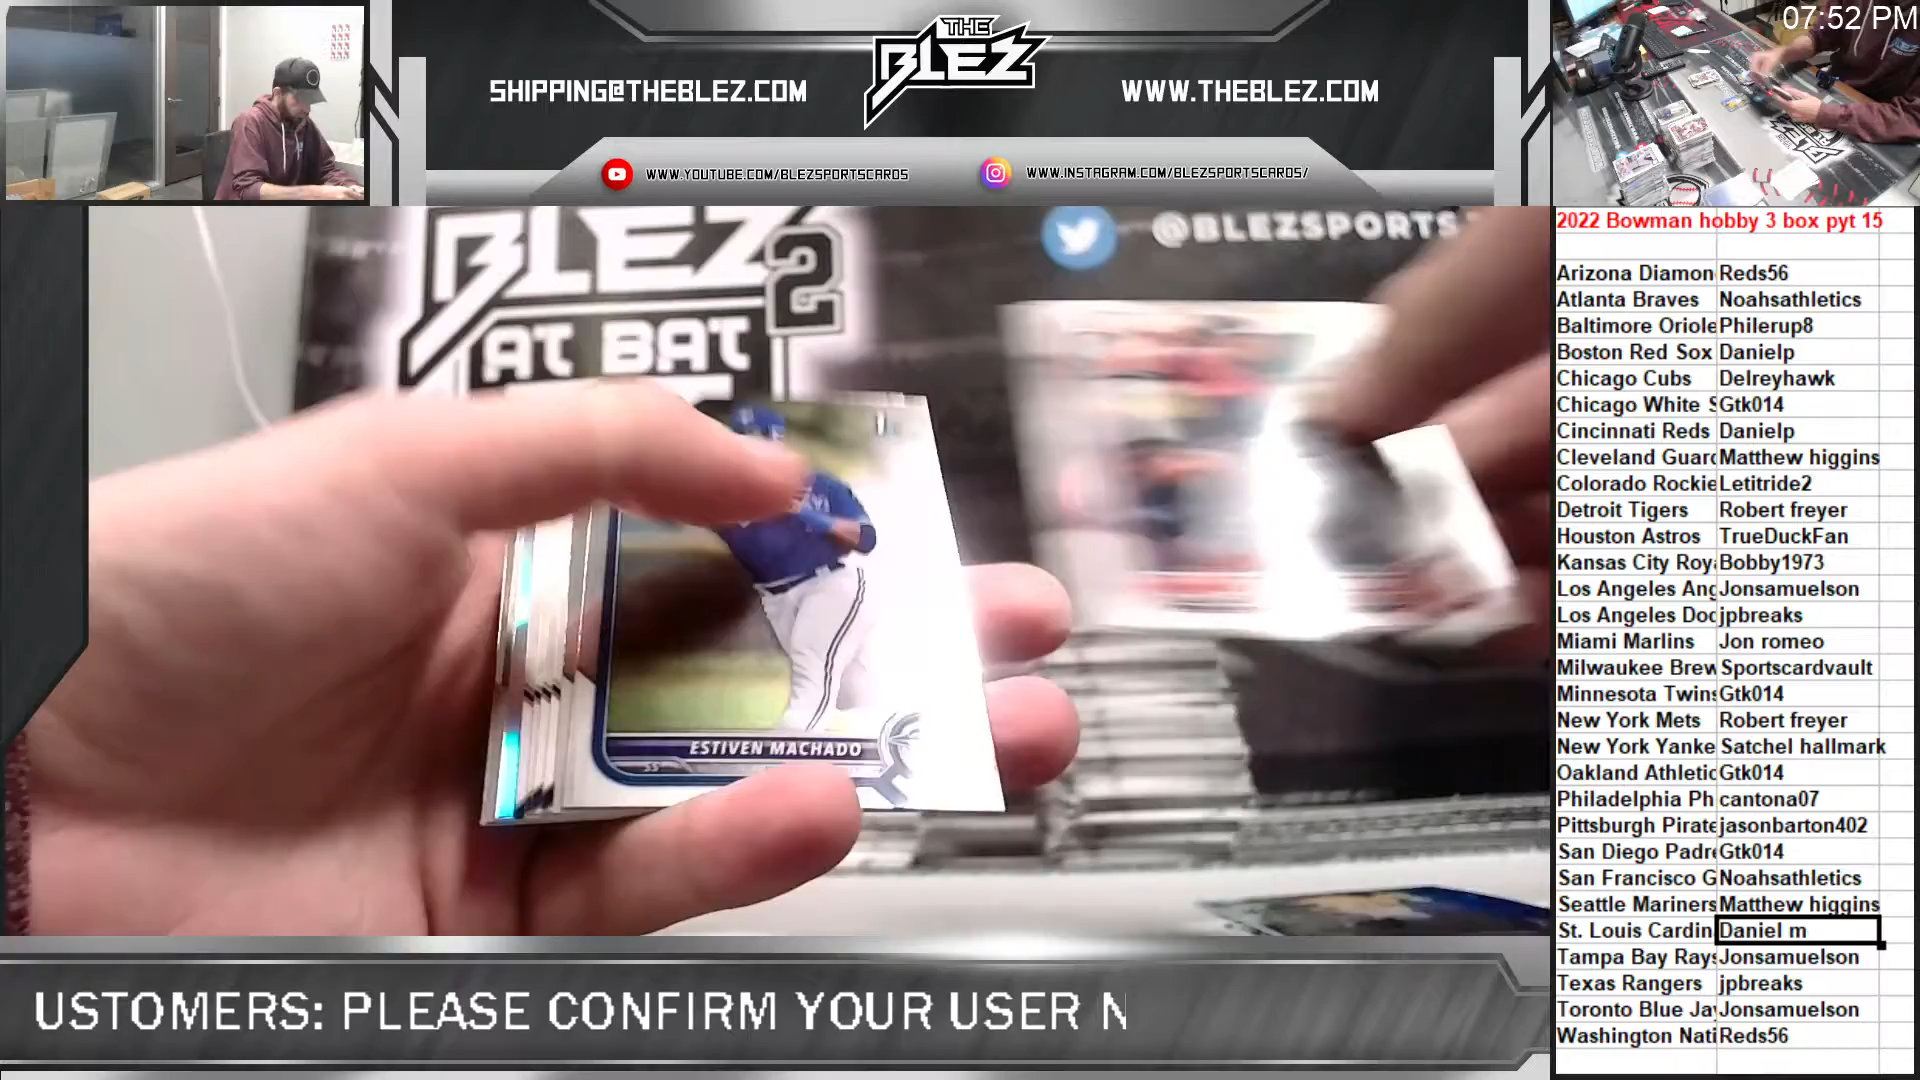 07:52 PM
THE
BLEZ
SHIPPING@THEBLEZ.COM
WWW.THEBLEZ.COM
WWW.YOUTUBE.COM/BLEZSPORTSCARDS
WWW.INSTAGRAM.COM/BLEZSPORTSCARDS/
BLEZ
2
AT BAT
@BLEZSPORTS
ESTIVEN MACHADO
SS
2022 Bowman hobby 3 box pyt 15
Arizona Diamon Reds56
Atlanta Braves Noahsathletics
Baltimore Oriole Philerup8
Boston Red Sox Danielp
Chicago Cubs Delreyhawk
Chicago White S Gtk014
Cincinnati Reds Danielp
Cleveland Guard Matthew higgins
Colorado Rockie Letitride2
Detroit Tigers Robert freyer
Houston Astros TrueDuckFan
Kansas City Roya Bobby1973
Los Angeles Ang Jonsamuelson
Los Angeles Doc jpbreaks
Miami Marlins Jon romeo
Milwaukee Brew Sportscardvault
Minnesota Twins Gtk014
New York Mets Robert freyer
New York Yanke Satchel hallmark
Oakland Athletic Gtk014
Philadelphia Ph cantona07
Pittsburgh Pirate jasonbarton402
San Diego Padre Gtk014
San Francisco G Noahsathletics
Seattle Mariners Matthew higgins
St. Louis Cardin Daniel m
Tampa Bay Rays Jonsamuelson
Texas Rangers jpbreaks
Toronto Blue Jay Jonsamuelson
Washington Nati Reds56
USTOMERS: PLEASE CONFIRM YOUR USER N